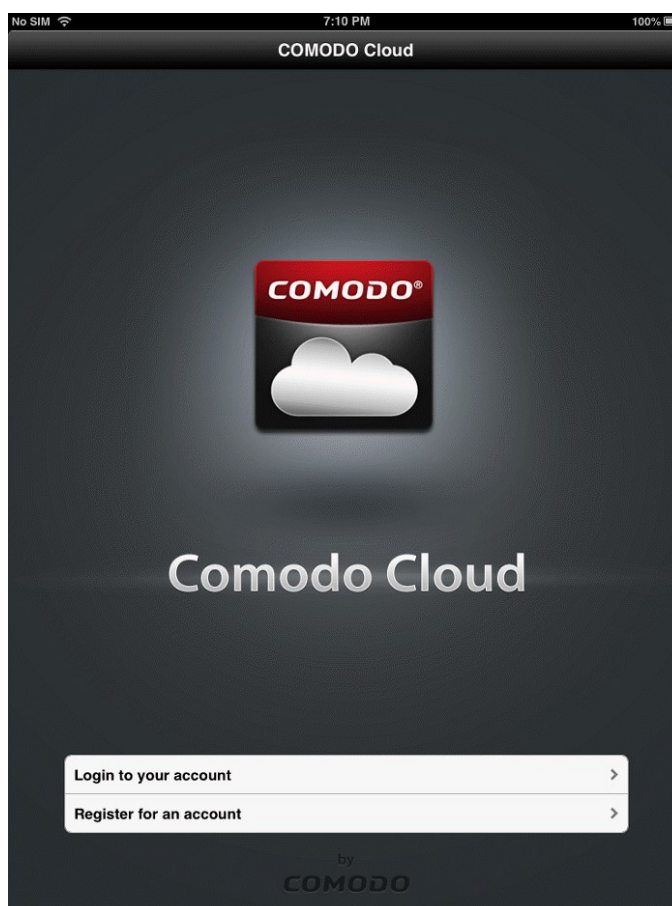 No SIM 7:10 PM 100%
COMODO Cloud
COMODO®
Comodo Cloud
Login to your account
Register for an account
by
COMODO